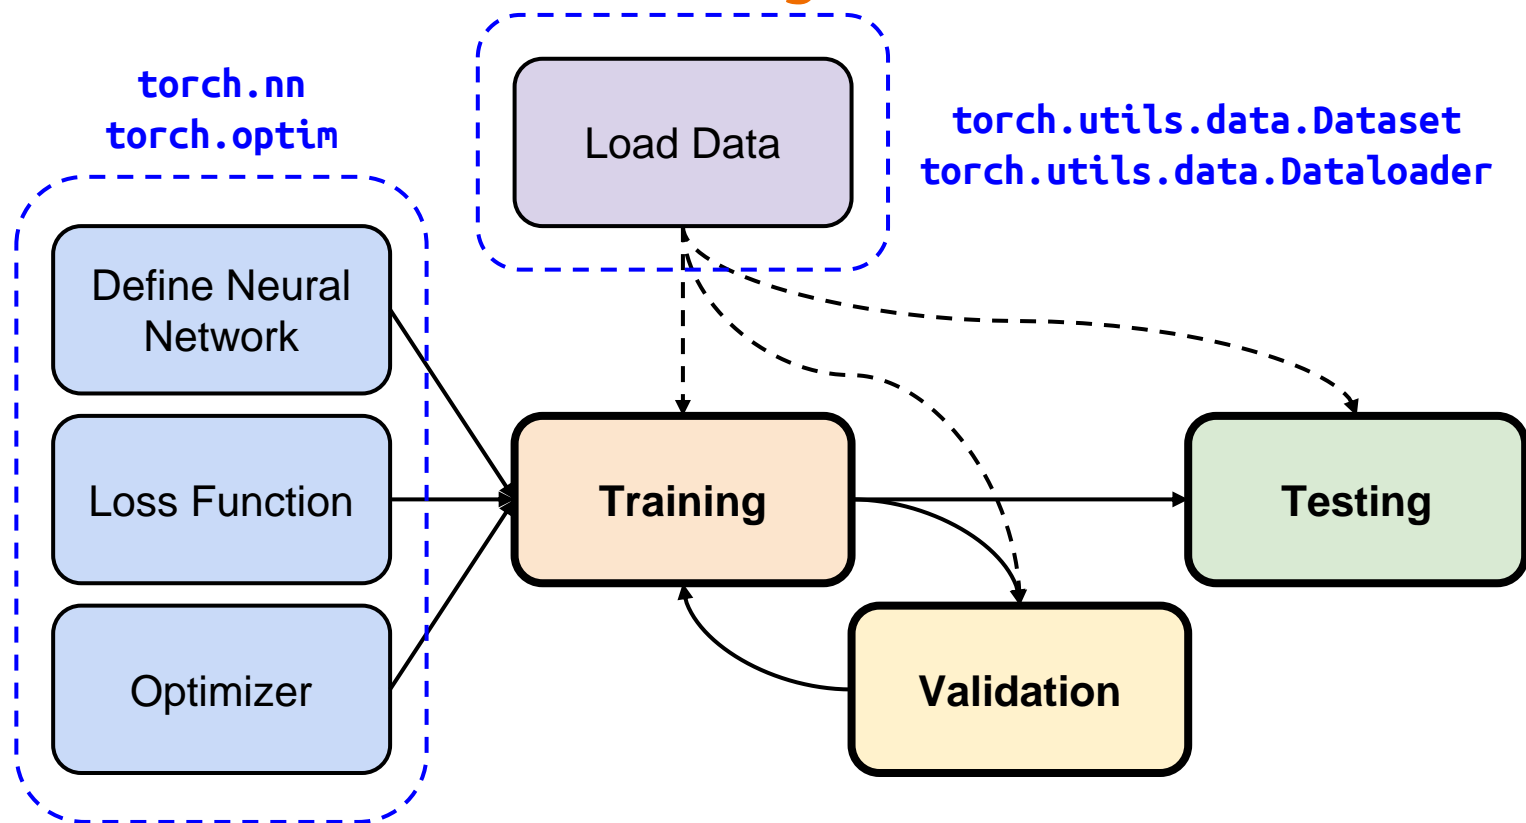 torch.nn
torch.optim
Load Data
torch.utils.data.Dataset
torch.utils.data.Dataloader
Define Neural
Network
Loss Function
Optimizer
Training
Testing
Validation